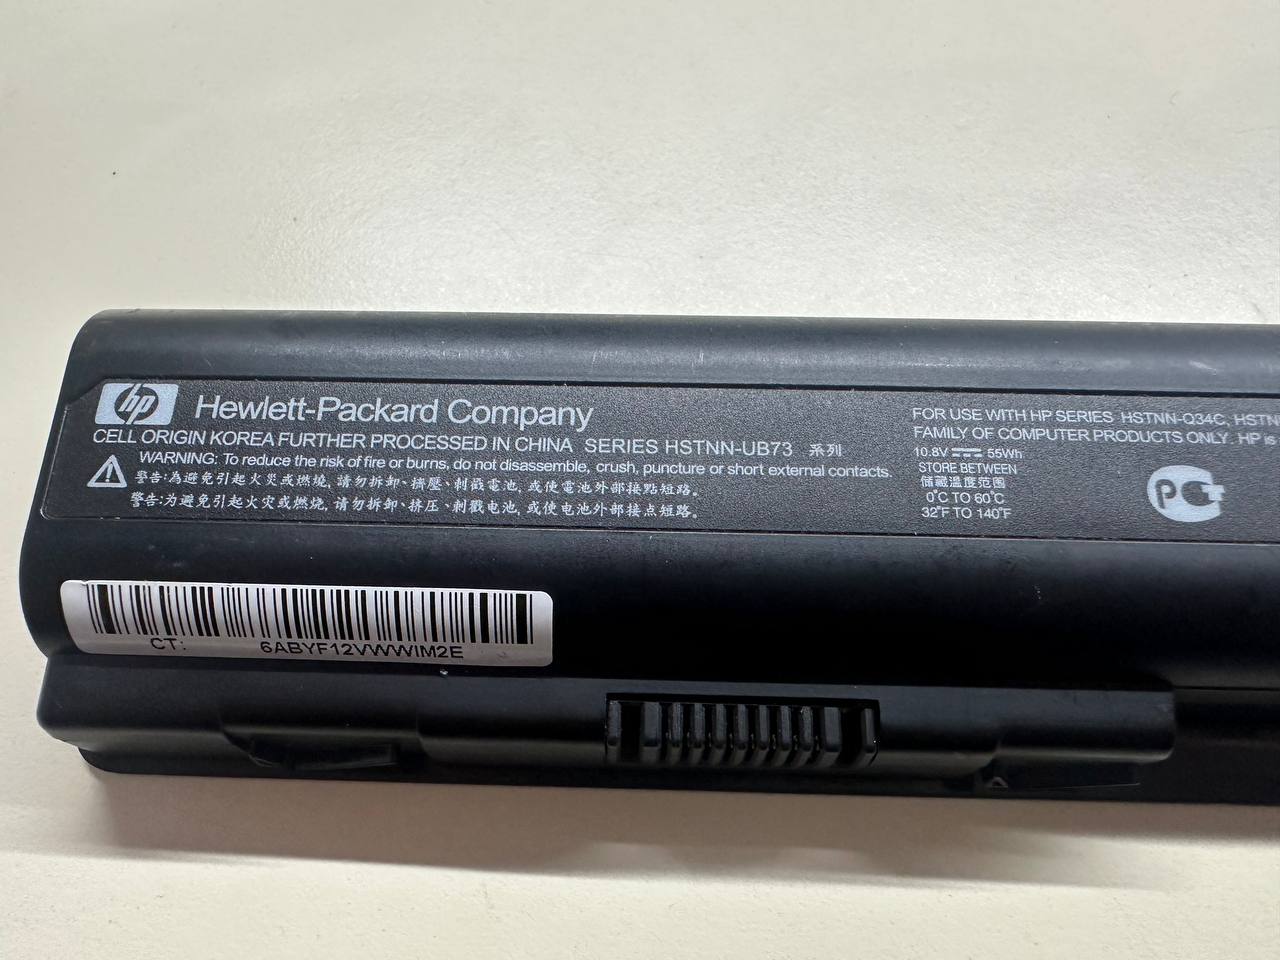 hp Hewlett-Packard Company
CELL ORIGIN KOREA FURTHER PROCESSED IN CHINA SERIES HSTNN-UB73 系列
WARNING: To reduce the risk of fire or burns, do not disassemble, crush, puncture or short external contacts.
警告:為避免引起火災或燃燒, 請勿拆卸、擠壓、刺戳電池, 或使電池外部接點短路。
警告:为避免引起火灾或燃烧, 请勿拆卸、挤压、刺戳电池, 或使电池外部接点短路。
FOR USE WITH HP SERIES HSTNN-Q34C, HSTN
FAMILY OF COMPUTER PRODUCTS ONLY. HP is
10.8V 55Wh
STORE BETWEEN
儲藏溫度范围
0°C TO 60°C
32°F TO 140°F
CT: 6ABYF12VWWIM2E